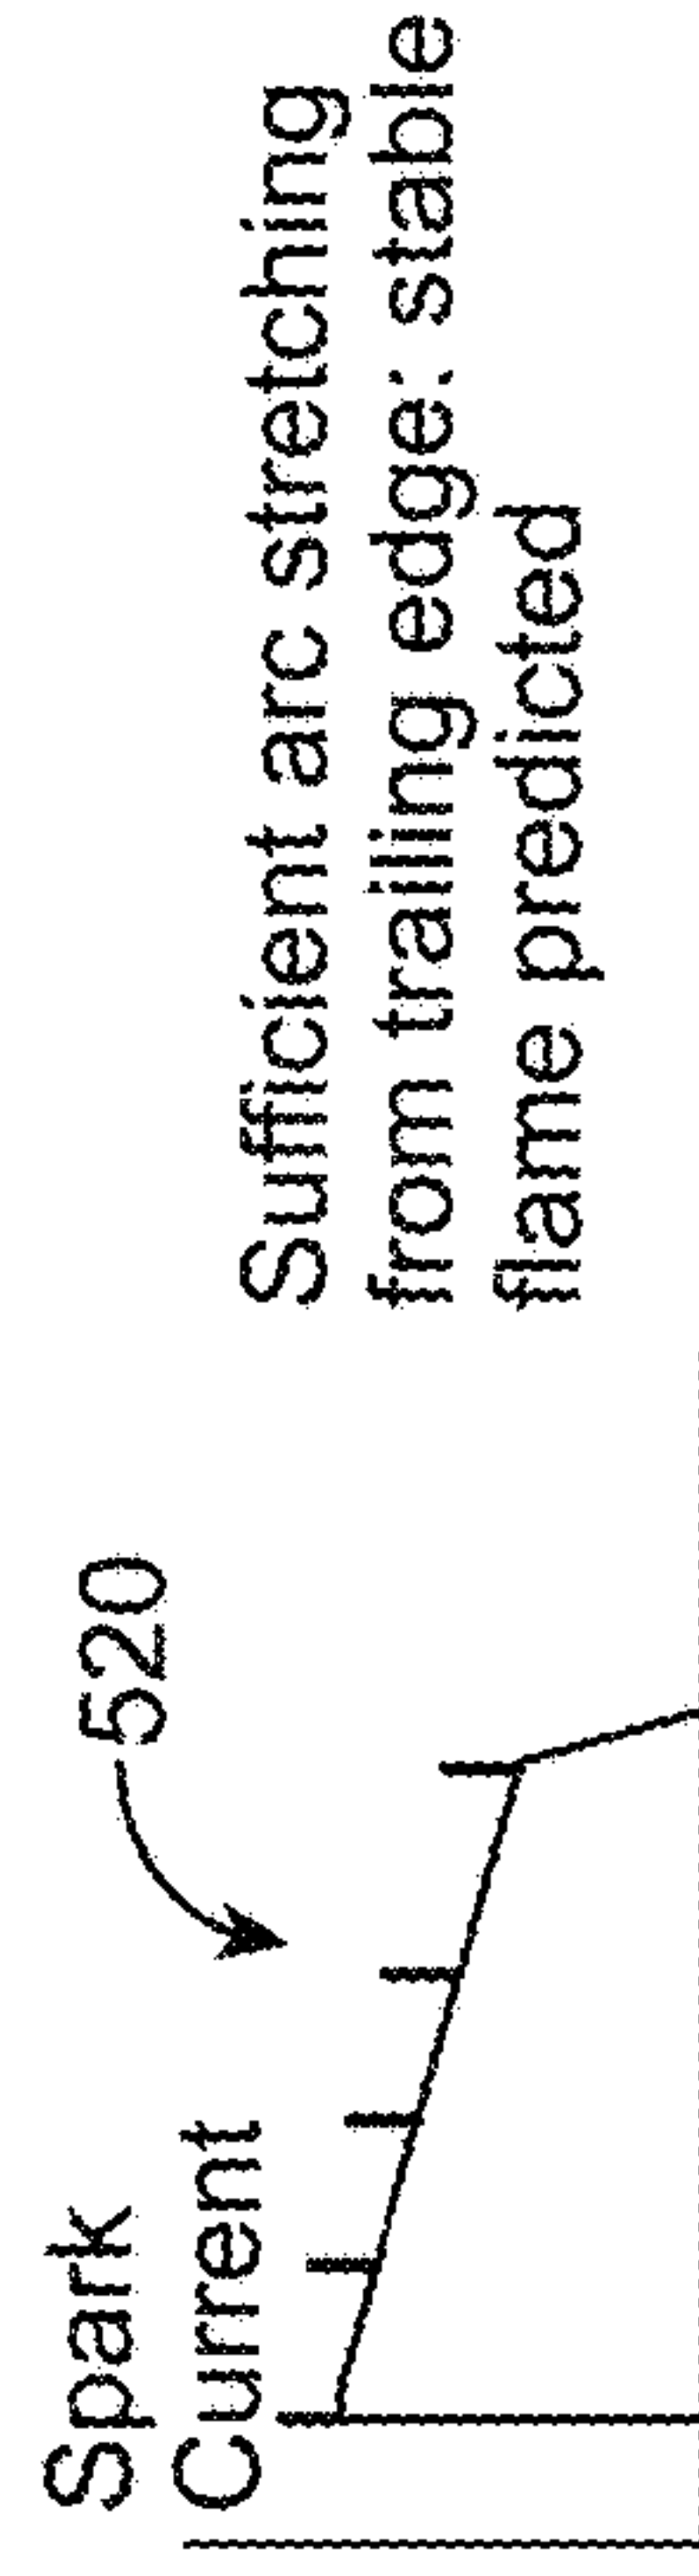 Spark
Current
520
Sufficient arc stretching
from trailing edge: stable
flame predicted